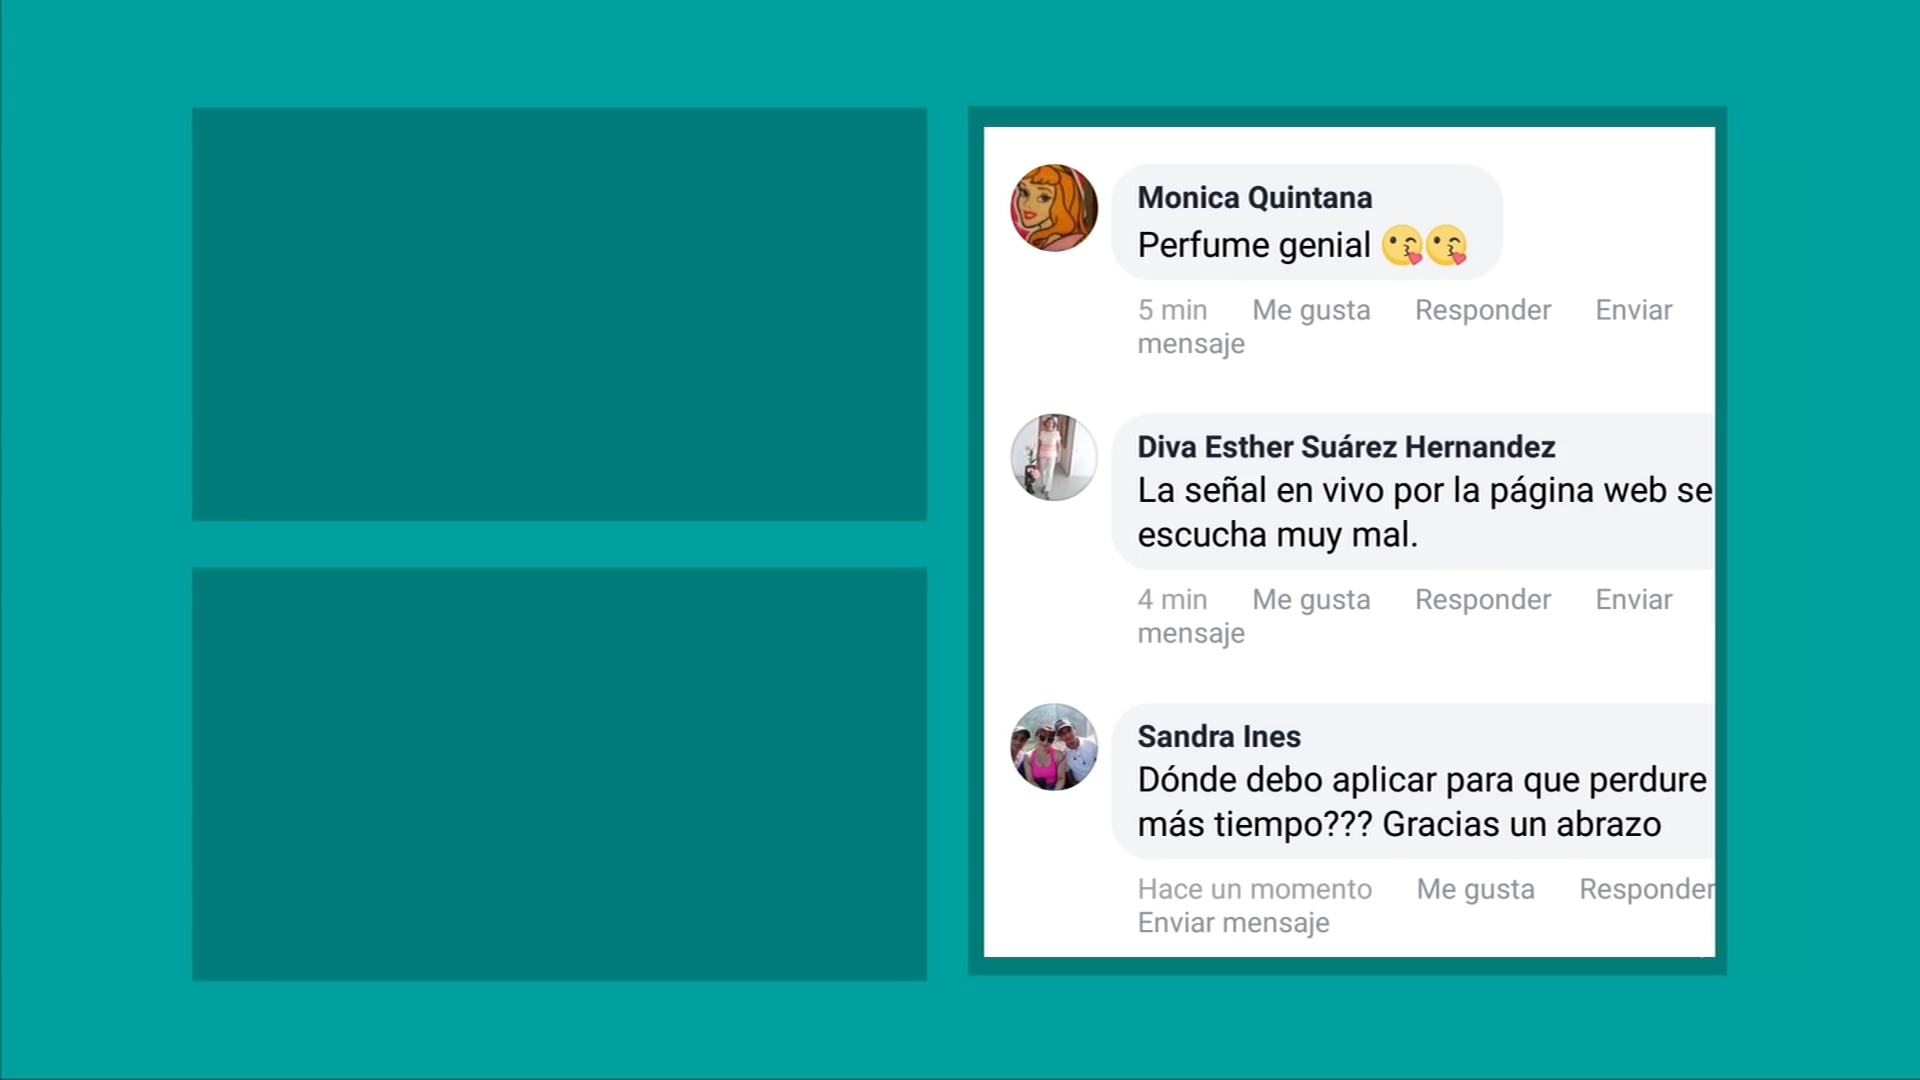 Monica Quintana
Perfume genial 😘😘
5 min Me gusta Responder Enviar
mensaje
Diva Esther Suárez Hernandez
La señal en vivo por la página web se
escucha muy mal.
4 min Me gusta Responder Enviar
mensaje
Sandra Ines
Dónde debo aplicar para que perdure
más tiempo??? Gracias un abrazo
Hace un momento Me gusta Responder
Enviar mensaje